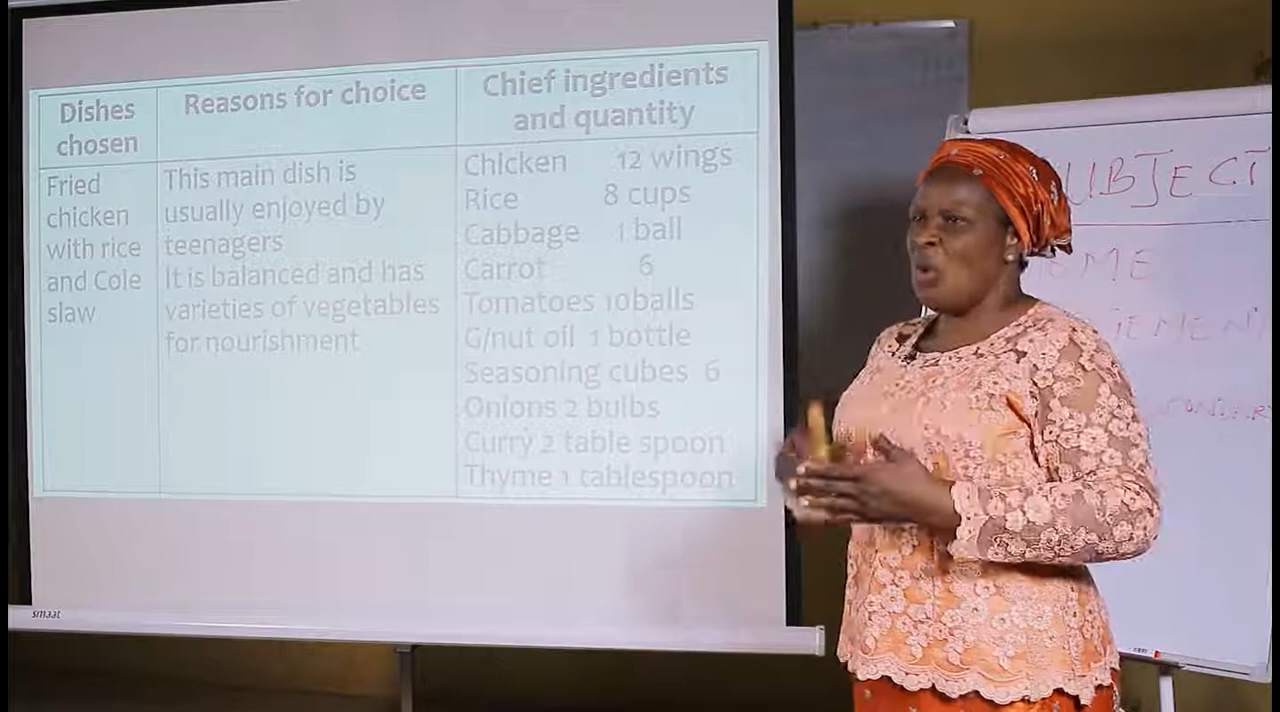 Dishes
chosen
Reasons for choice
Chief ingredients
and quantity
Fried
chicken
with rice
and Cole
slaw
This main dish is
usually enjoyed by
teenagers
It is balanced and has
varieties of vegetables
for nourishment
Chicken 12 wings
Rice 8 cups
Cabbage 1 ball
Carrot 6
Tomatoes 10balls
G/nut oil 1 bottle
Seasoning cubes 6
Onions 2 bulbs
Curry 2 table spoon
Thyme 1 tablespoon
smaat
UBJECT
OME
EMEN